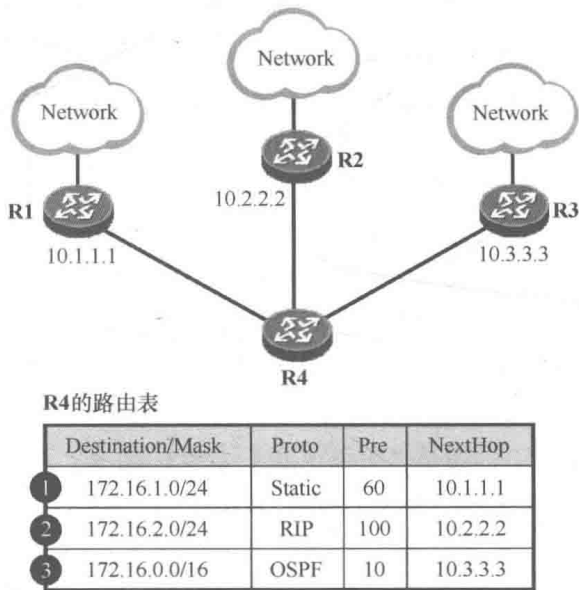 Network
Network
Network
R2
R1
R3
10.2.2.2
10.1.1.1
10.3.3.3
R4
R4的路由表
Destination/Mask Proto Pre NextHop
1 172.16.1.0/24 Static 60 10.1.1.1
2 172.16.2.0/24 RIP 100 10.2.2.2
3 172.16.0.0/16 OSPF 10 10.3.3.3